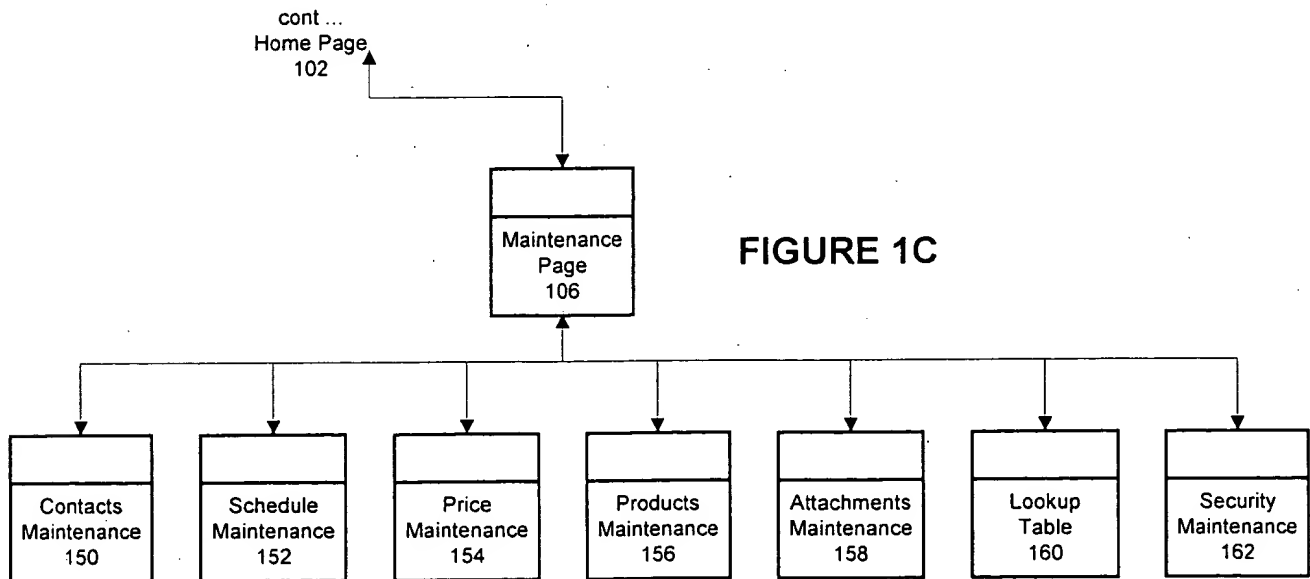 cont ...
Home Page
102
Maintenance
Page
106
FIGURE 1C
Contacts
Maintenance
150
Schedule
Maintenance
152
Price
Maintenance
154
Products
Maintenance
156
Attachments
Maintenance
158
Lookup
Table
160
Security
Maintenance
162